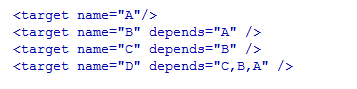 <target name="A"/>
<target name="B" depends="A" />
<target name="C" depends="B" />
<target name="D" depends="C,B,A" />